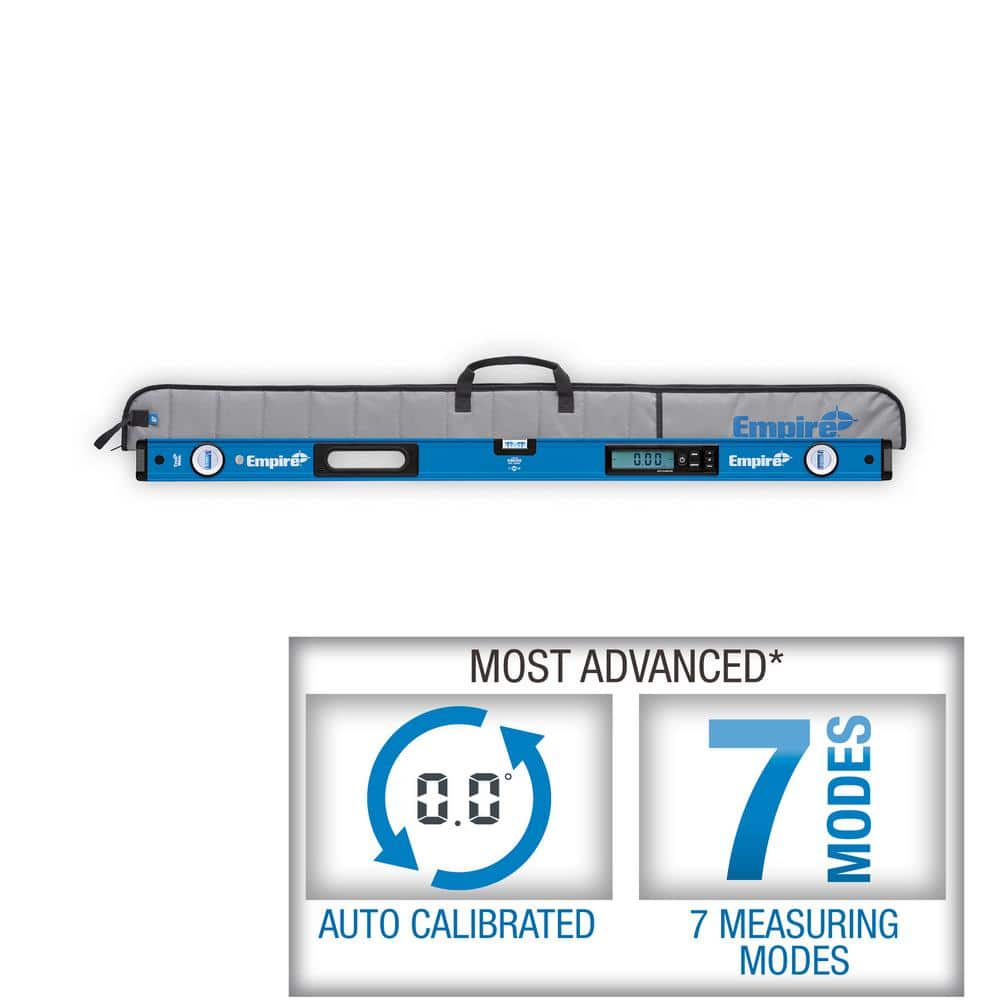 Empire
Empire
0.00
Empire
MOST ADVANCED*
0.0°
7 MODES
AUTO CALIBRATED
7 MEASURING
MODES